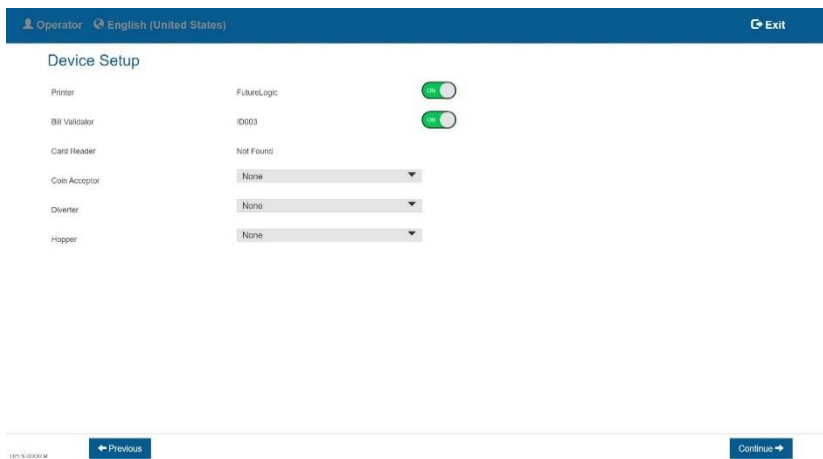 Operator English (United States) Exit
Device Setup
Printer FutureLogic ON
Bill Validator ID003 ON
Card Reader Not Found
Coin Acceptor None
Diverter None
Hopper None
Previous Continue